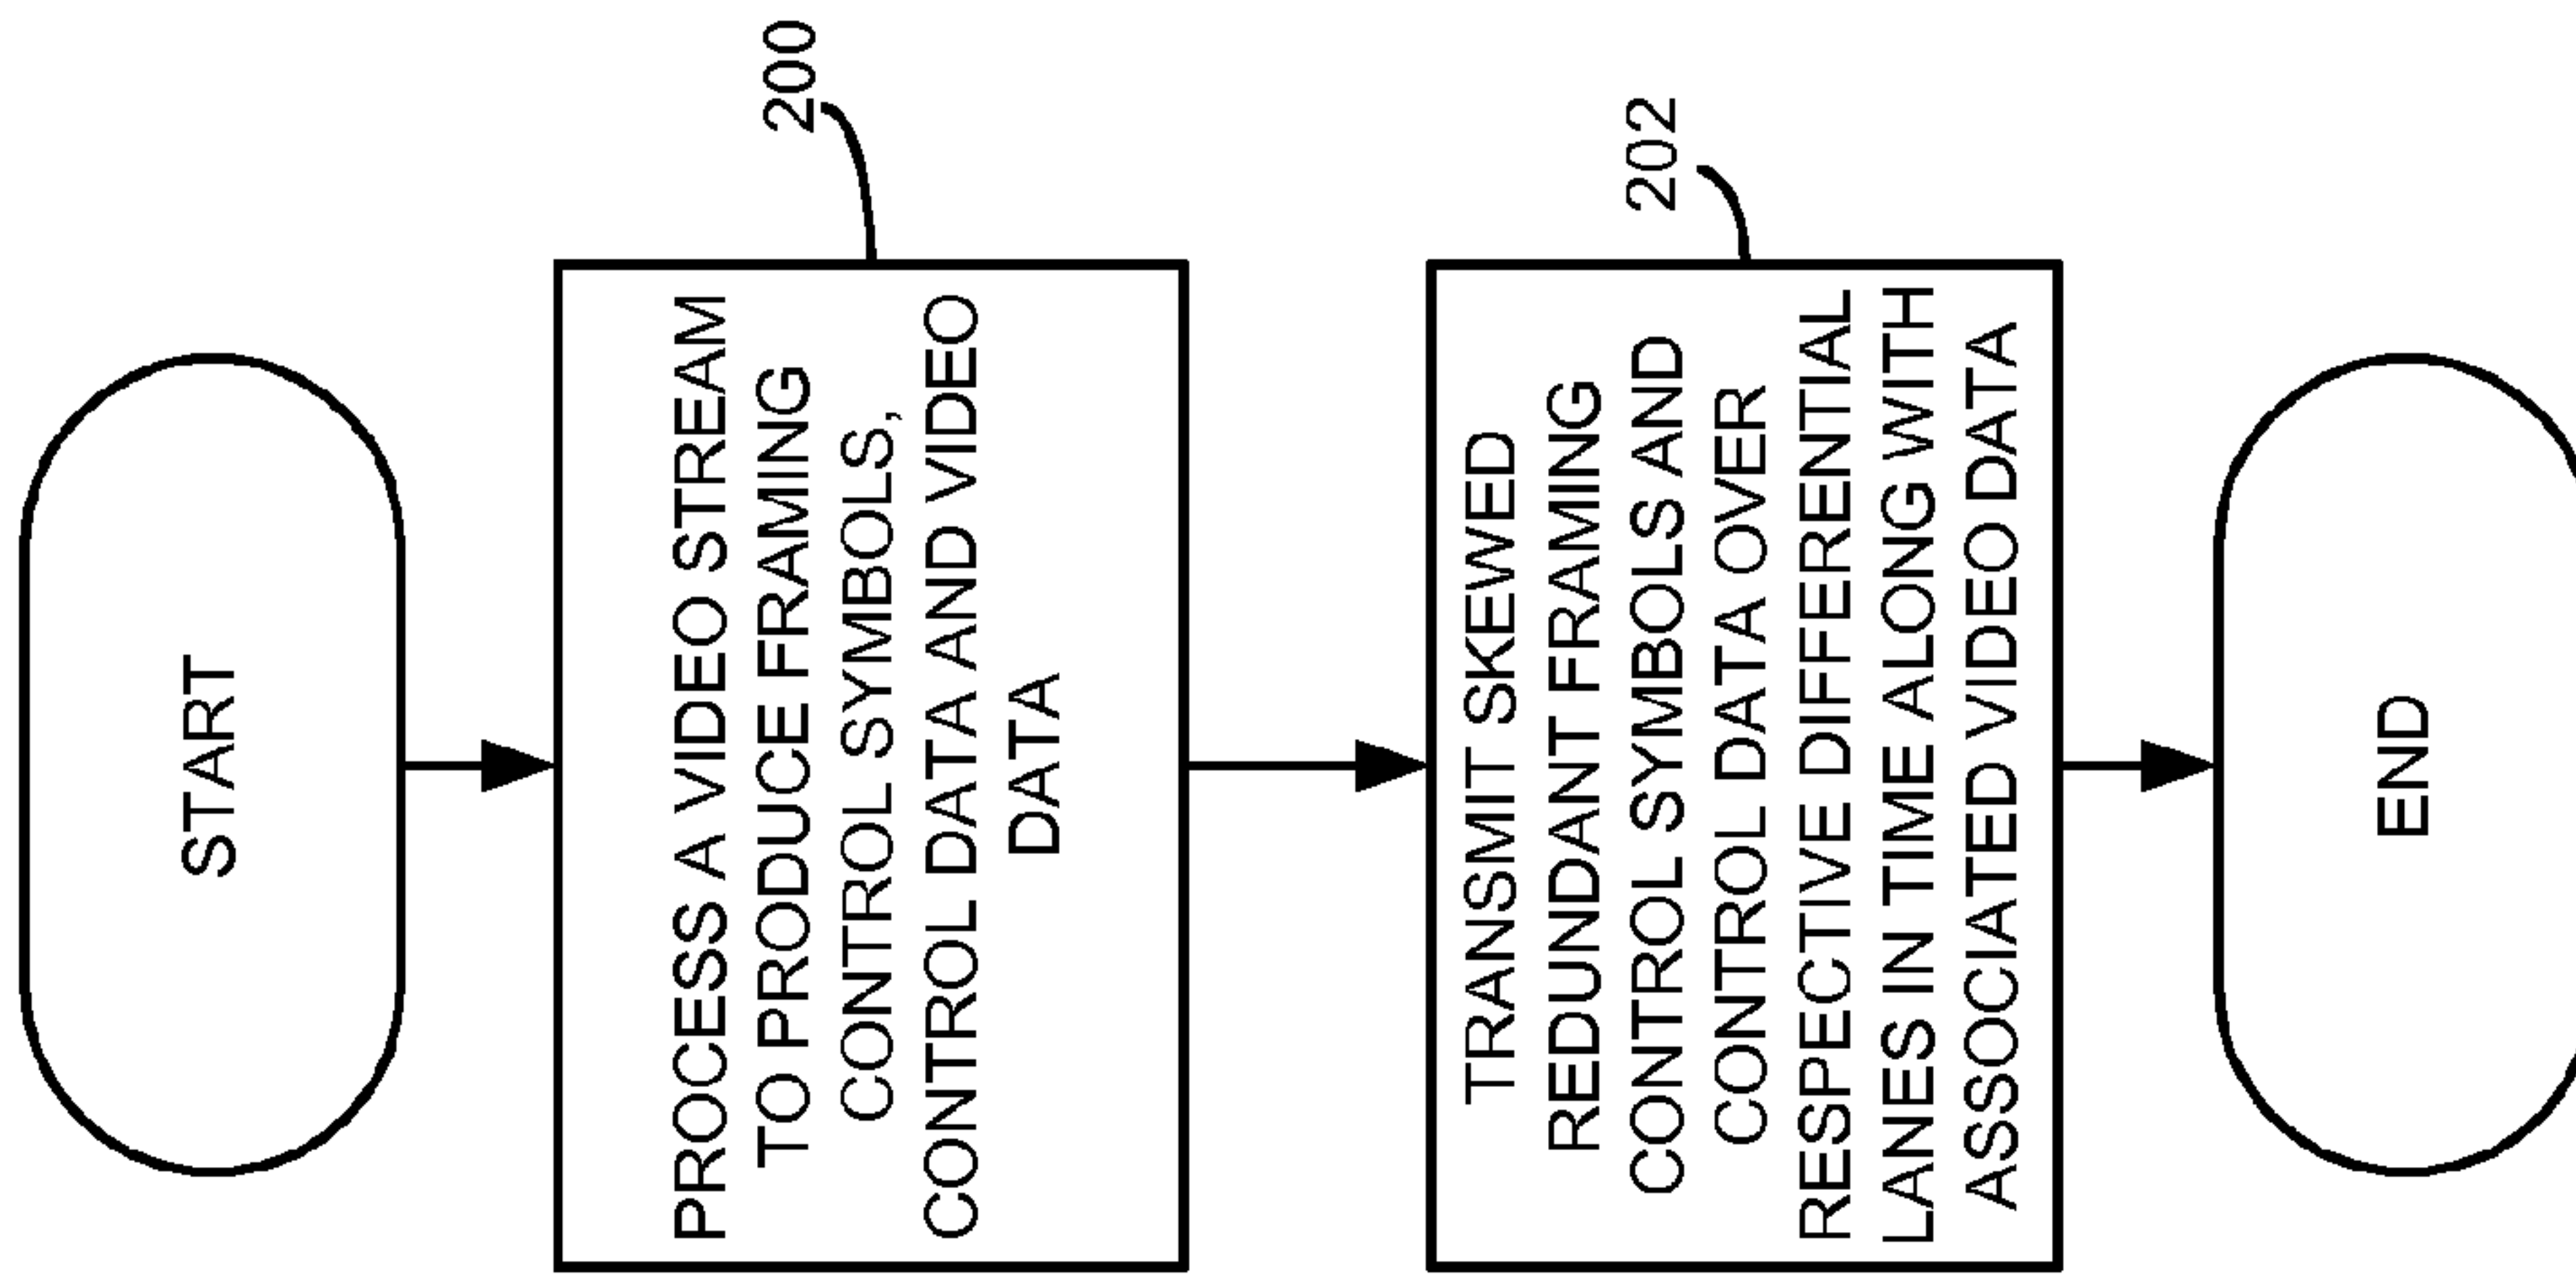 START
PROCESS A VIDEO STREAM
TO PRODUCE FRAMING
CONTROL SYMBOLS,
CONTROL DATA AND VIDEO
DATA
200
TRANSMIT SKEWED
REDUNDANT FRAMING
CONTROL SYMBOLS AND
CONTROL DATA OVER
RESPECTIVE DIFFERENTIAL
LANES IN TIME ALONG WITH
ASSOCIATED VIDEO DATA
202
END